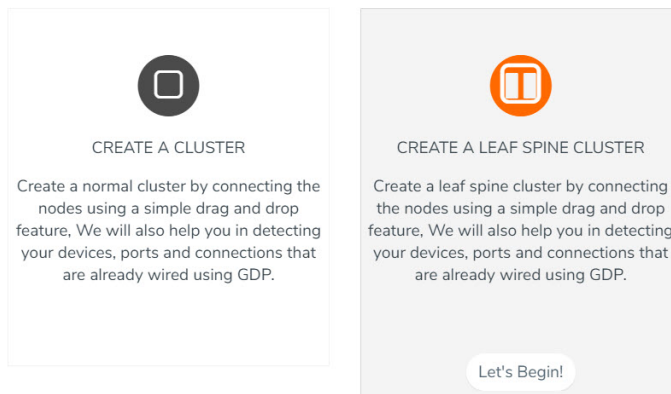 CREATE A CLUSTER
Create a normal cluster by connecting the
nodes using a simple drag and drop
feature, We will also help you in detecting
your devices, ports and connections that
are already wired using GDP.
CREATE A LEAF SPINE CLUSTER
Create a leaf spine cluster by connecting
the nodes using a simple drag and drop
feature, We will also help you in detecting
your devices, ports and connections that
are already wired using GDP.
Let's Begin!